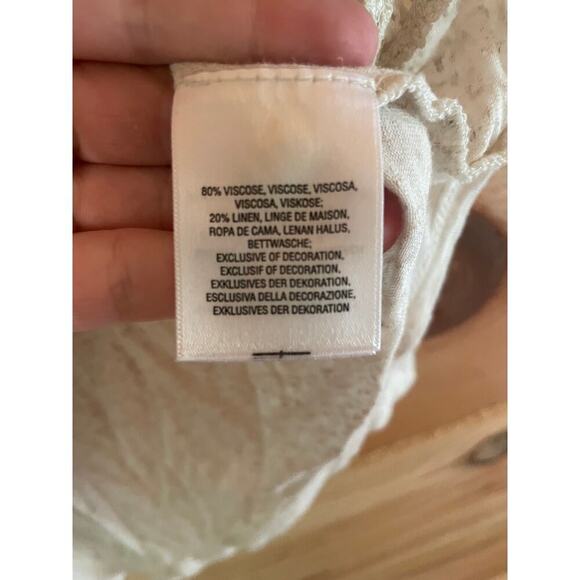 80% VISCOSE, VISCOSE, VISCOSA,
VISCOSA, VISKOSE;
20% LINEN, LINGE DE MAISON,
ROPA DE CAMA, LENAN HALUS,
BETTWASCHE;
EXCLUSIVE OF DECORATION,
EXCLUSIF OF DECORATION,
EXKLUSIVES DER DEKORATION,
ESCLUSIVA DELLA DECORAZIONE,
EXKLUSIVES DER DEKORATION